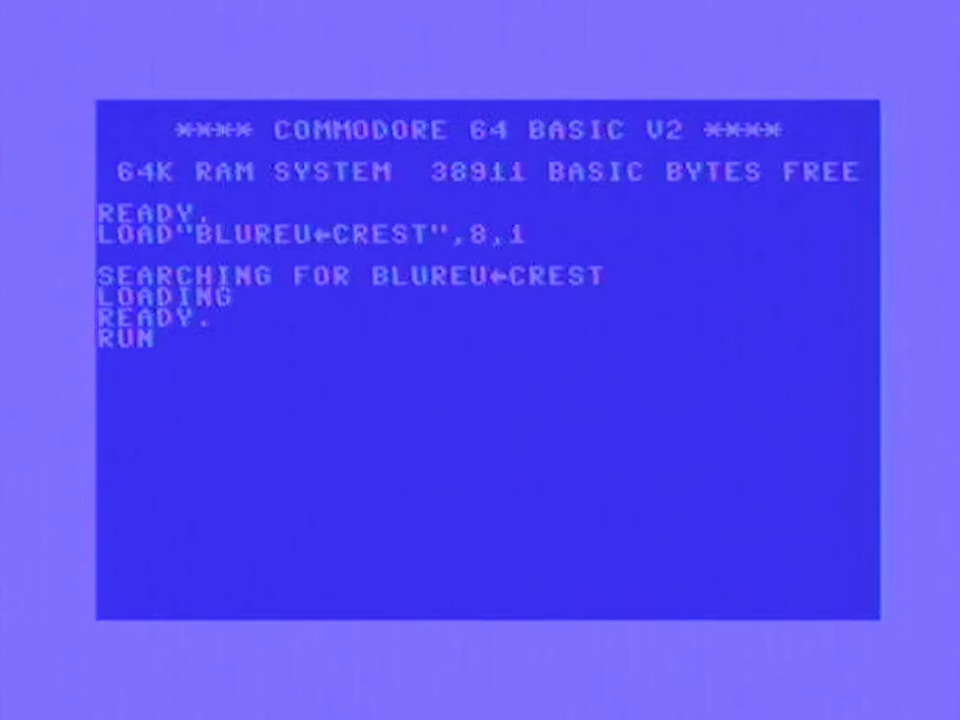 **** COMMODORE 64 BASIC V2 ****
64K RAM SYSTEM  38911 BASIC BYTES FREE
READY.
LOAD"BLUREU←CREST",8,1
SEARCHING FOR BLUREU←CREST
LOADING
READY.
RUN